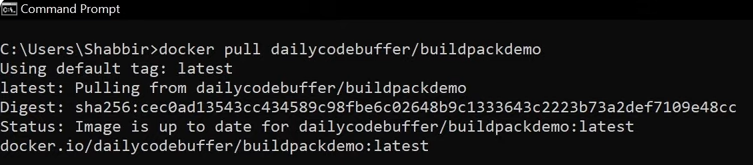 Command Prompt
C:\Users\Shabbir>docker pull dailycodebuffer/buildpackdemo
Using default tag: latest
latest: Pulling from dailycodebuffer/buildpackdemo
Digest: sha256:cec0ad13543cc434589c98fbe6c02648b9c1333643c2223b73a2def7109e48cc
Status: Image is up to date for dailycodebuffer/buildpackdemo:latest
docker.io/dailycodebuffer/buildpackdemo:latest